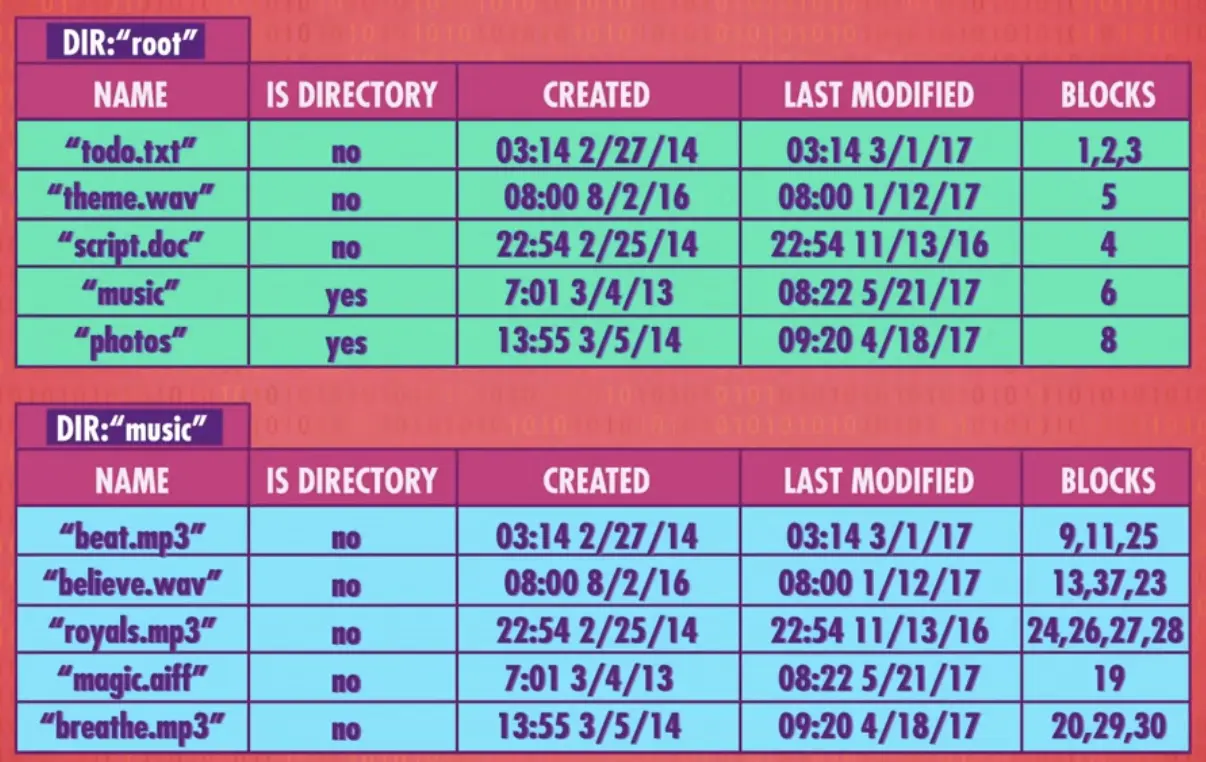 DIR:“root”
NAME IS DIRECTORY CREATED LAST MODIFIED BLOCKS
“todo.txt” no 03:14 2/27/14 03:14 3/1/17 1,2,3
“theme.wav” no 08:00 8/2/16 08:00 1/12/17 5
“script.doc” no 22:54 2/25/14 22:54 11/13/16 4
“music” yes 7:01 3/4/13 08:22 5/21/17 6
“photos” yes 13:55 3/5/14 09:20 4/18/17 8
DIR:“music”
NAME IS DIRECTORY CREATED LAST MODIFIED BLOCKS
“beat.mp3” no 03:14 2/27/14 03:14 3/1/17 9,11,25
“believe.wav” no 08:00 8/2/16 08:00 1/12/17 13,37,23
“royals.mp3” no 22:54 2/25/14 22:54 11/13/16 24,26,27,28
“magic.aiff” no 7:01 3/4/13 08:22 5/21/17 19
“breathe.mp3” no 13:55 3/5/14 09:20 4/18/17 20,29,30